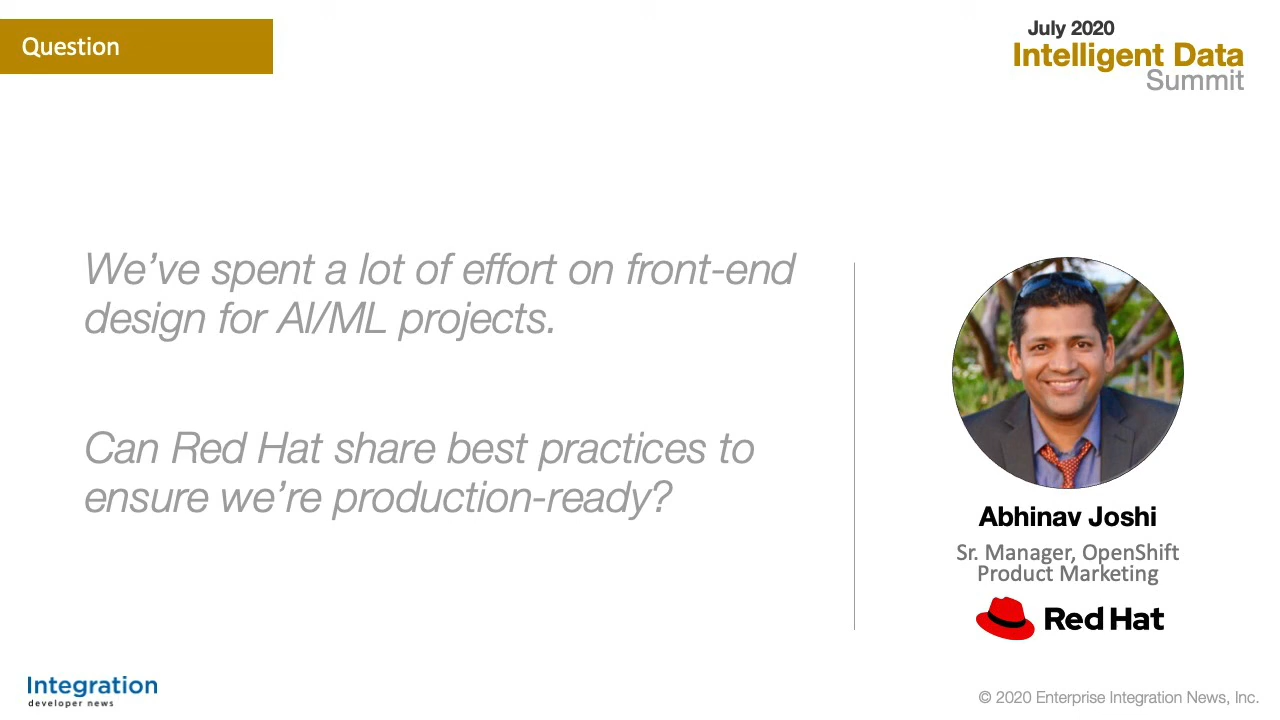 Question
July 2020
Intelligent Data
Summit
We’ve spent a lot of effort on front-end
design for AI/ML projects.
Can Red Hat share best practices to
ensure we’re production-ready?
Abhinav Joshi
Sr. Manager, OpenShift
Product Marketing
Red Hat
Integration
developer news
© 2020 Enterprise Integration News, Inc.